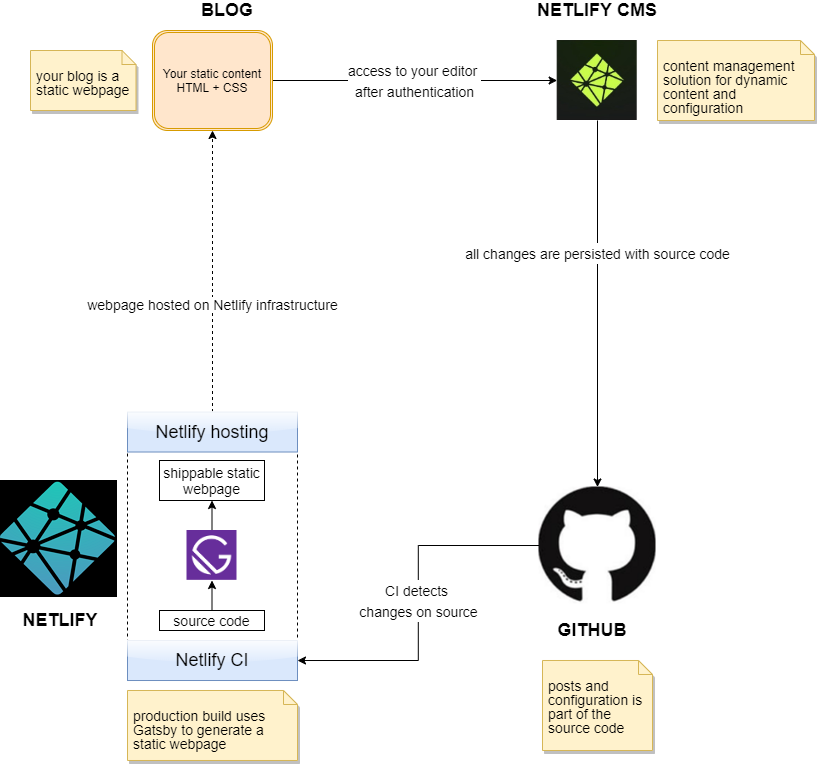 BLOG
NETLIFY CMS
your blog is a
static webpage
Your static content
HTML + CSS
access to your editor
after authentication
content management
solution for dynamic
content and
configuration
all changes are persisted with source code
webpage hosted on Netlify infrastructure
Netlify hosting
shippable static
webpage
source code
Netlify CI
NETLIFY
CI detects
changes on source
GITHUB
production build uses
Gatsby to generate a
static webpage
posts and
configuration is
part of the
source code